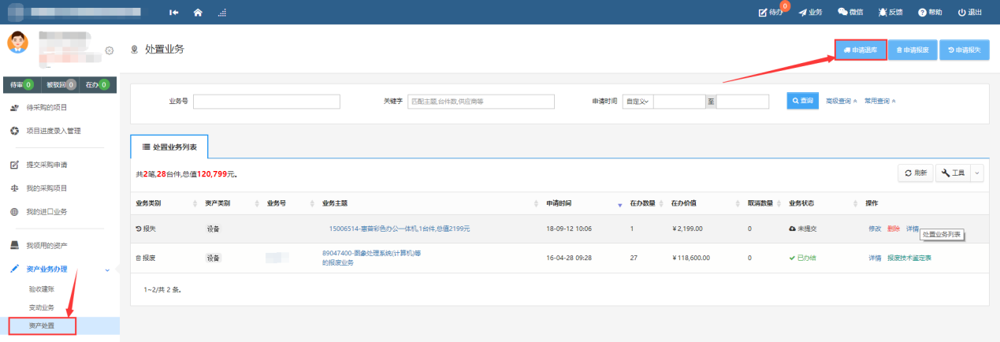 待办 0 业务 微信 反馈 帮助 退出
处置业务
申请退库 申请报废 申请报失
待审 0 被驳回 0 在办 0
待采购的项目
项目进度录入管理
提交采购申请
我的采购项目
我的进口业务
我领用的资产
资产业务办理
验收建账
变动业务
资产处置
业务号 关键字 匹配主题,台件数,供应商等 申请时间 自定义 至 查询 高级查询 常用查询
处置业务列表
共2笔,28台件,总值120,799元。
刷新 工具
业务类别 资产类别 业务号 业务主题 申请时间 在办数量 在办价值 取消数量 业务状态 操作
报失 设备 15006514-惠普彩色办公一体机,1台件,总值2199元 18-09-12 10:06 1 ¥2,199.00 0 未提交 修改 删除 详情
处置业务列表
报废 设备 89047400-图象处理系统(计算机)等 16-04-28 09:28 27 ¥118,600.00 0 已办结 详情 报废技术鉴定表
的报废业务
1~2/共 2 条。